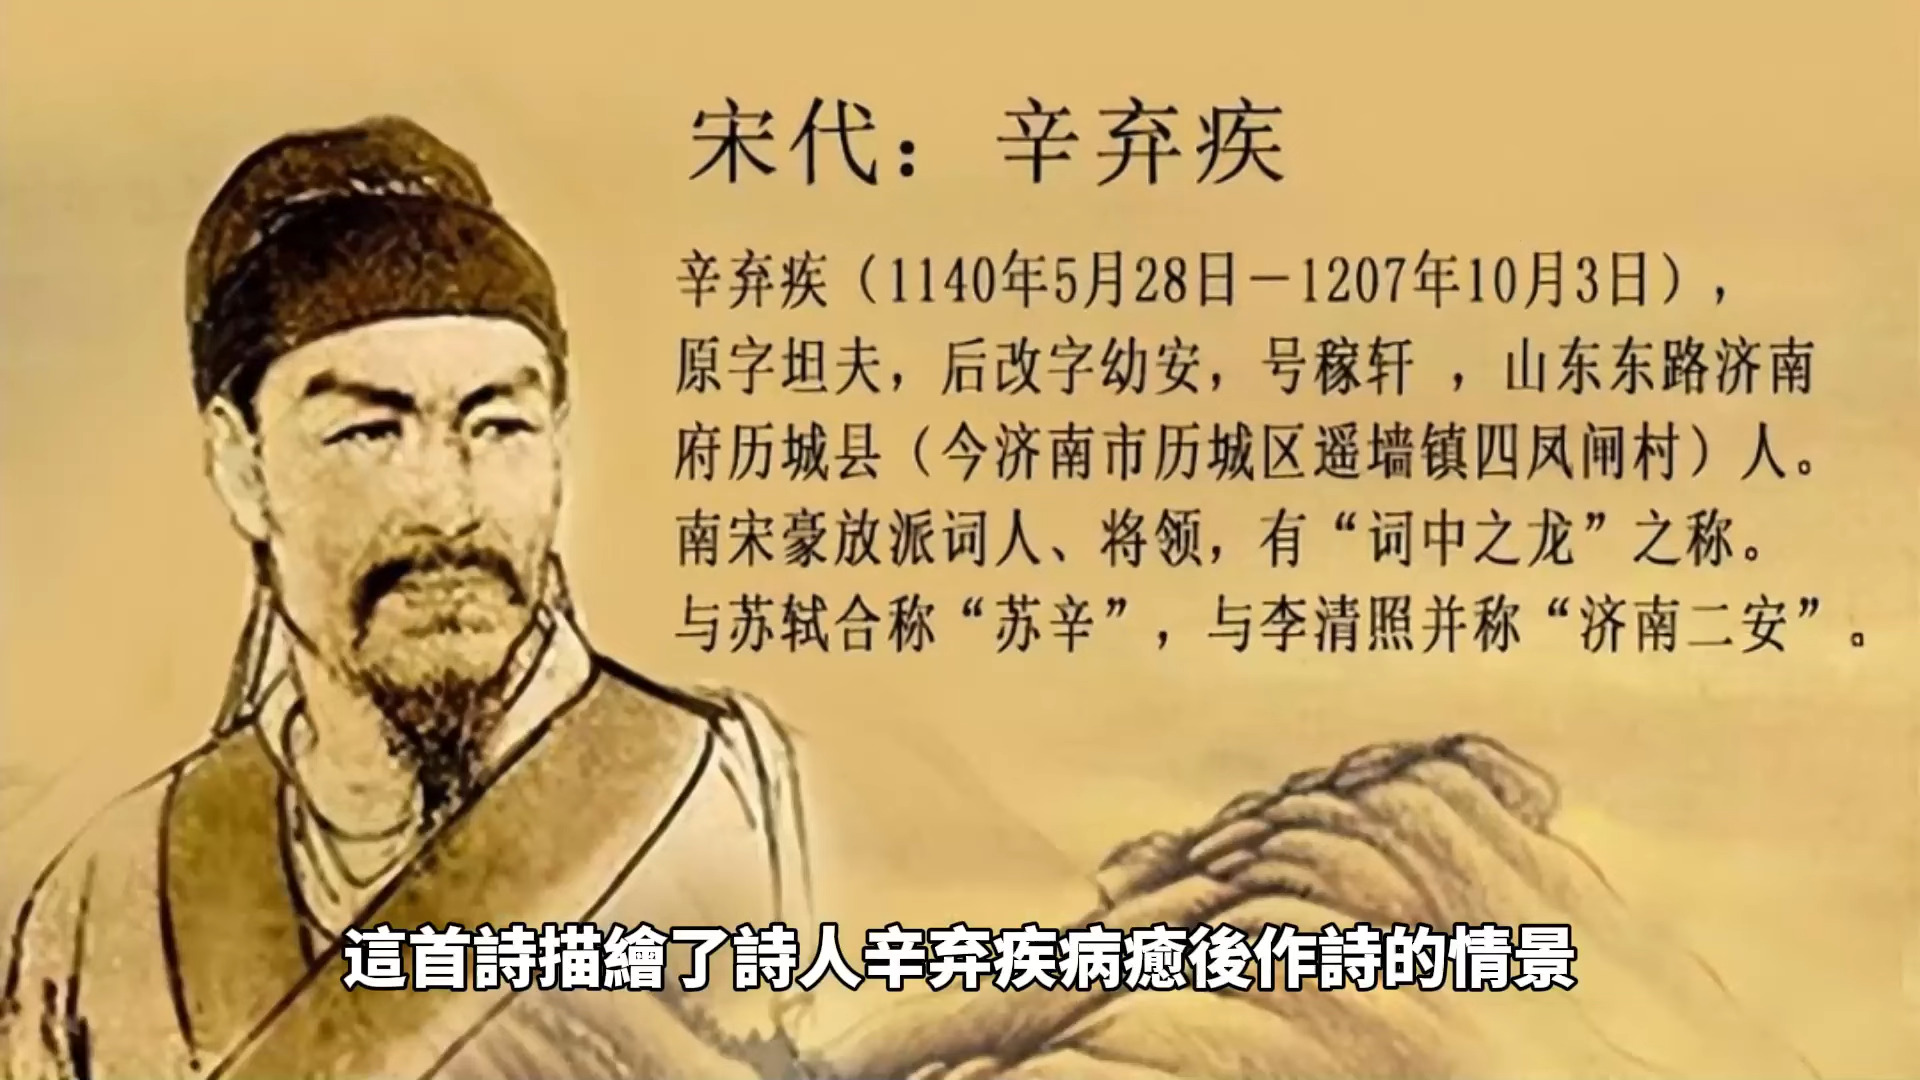 宋代：辛弃疾
辛弃疾（1140年5月28日－1207年10月3日），
原字坦夫，后改字幼安，号稼轩 ，山东东路济南
府历城县（今济南市历城区遥墙镇四凤闸村）人。
南宋豪放派词人、将领，有“词中之龙”之称。
与苏轼合称“苏辛”，与李清照并称“济南二安”。
這首詩描繪了詩人辛弃疾病癒後作詩的情景